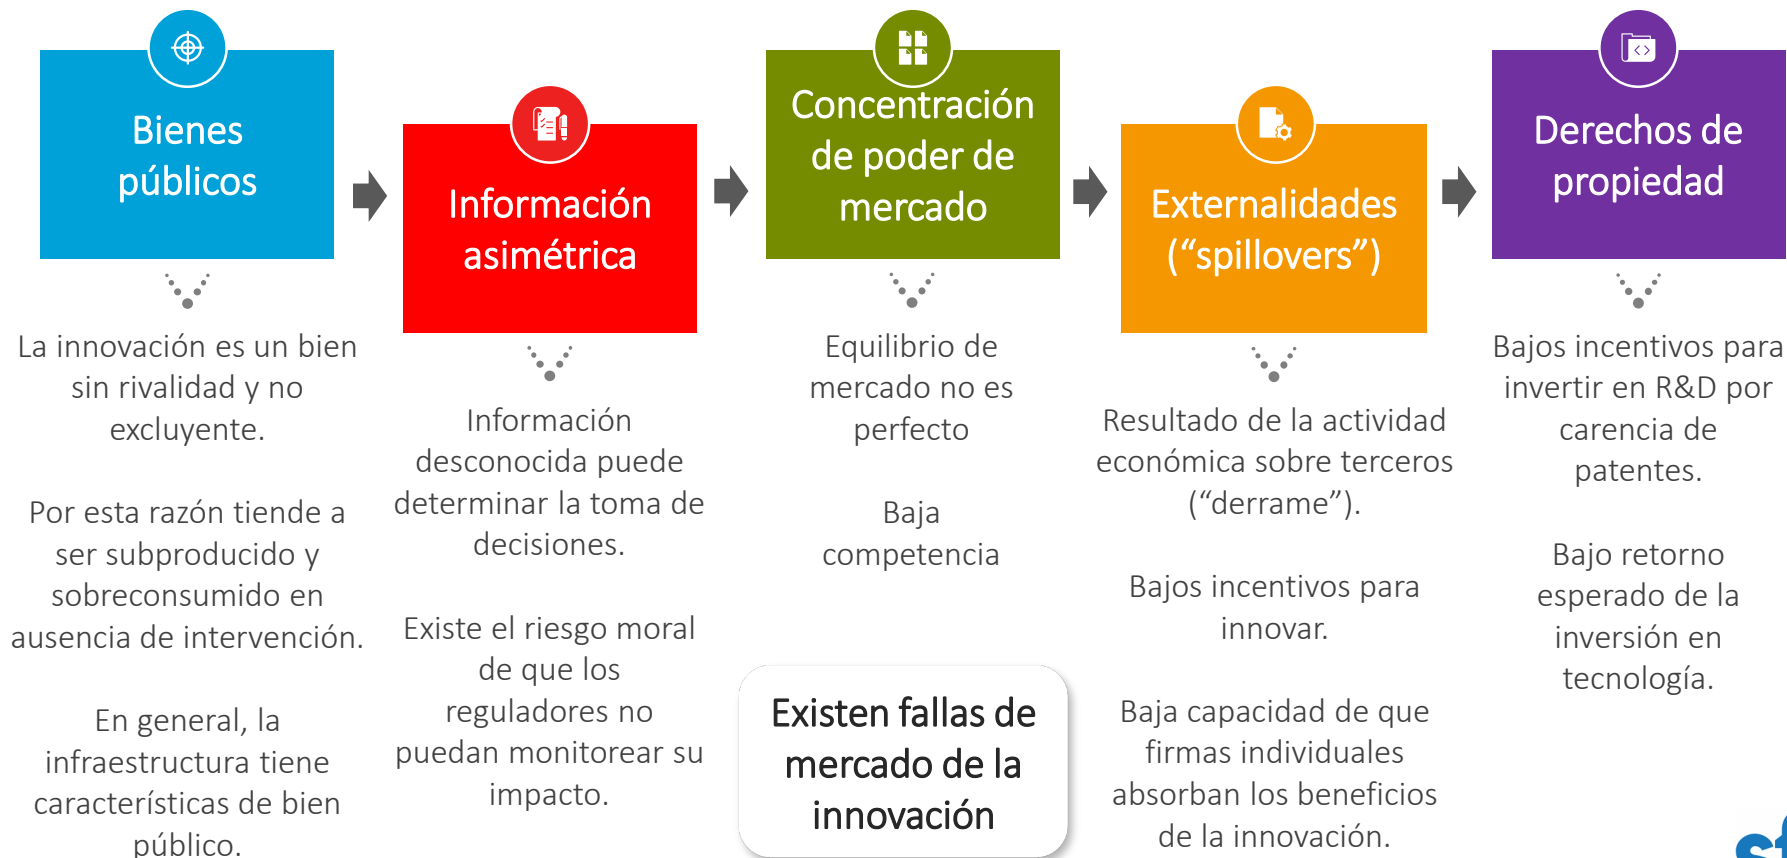 Bienes
públicos
La innovación es un bien
sin rivalidad y no
excluyente.
Por esta razón tiende a
ser subproducido y
sobreconsumido en
ausencia de intervención.
En general, la
infraestructura tiene
características de bien
público.
Información
asimétrica
Información
desconocida puede
determinar la toma de
decisiones.
Existe el riesgo moral
de que los
reguladores no
puedan monitorear su
impacto.
Concentración
de poder de
mercado
Equilibrio de
mercado no es
perfecto
Baja
competencia
Existen fallas de
mercado de la
innovación
Externalidades
(“spillovers”)
Resultado de la actividad
económica sobre terceros
(“derrame”).
Bajos incentivos para
innovar.
Baja capacidad de que
firmas individuales
absorban los beneficios
de la innovación.
Derechos de
propiedad
Bajos incentivos para
invertir en R&D por
carencia de
patentes.
Bajo retorno
esperado de la
inversión en
tecnología.